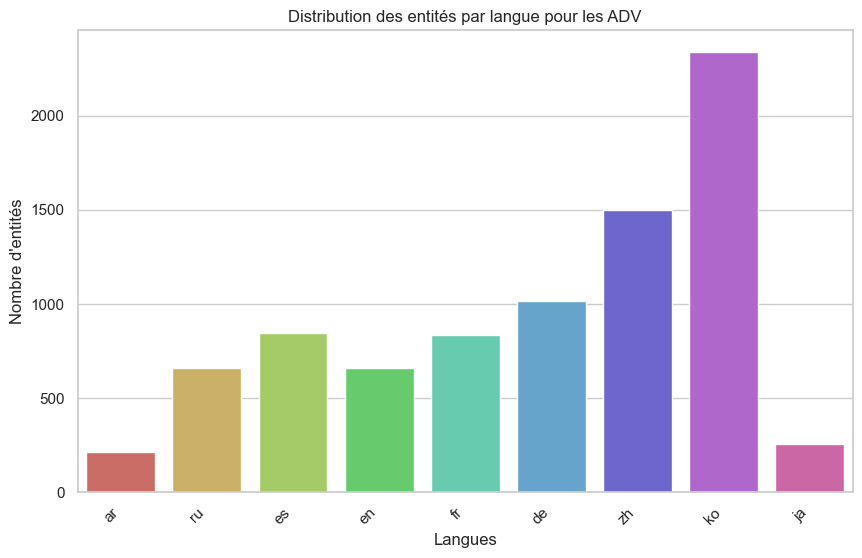 Distribution des entités par langue pour les ADV
Nombre d'entités
2000
1500
1000
500
0
ar
ru
es
en
fr
de
zh
ko
ja
Langues